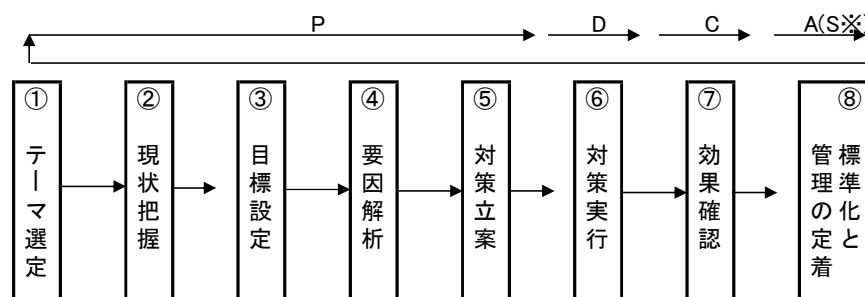 P
D
C
A(S※)
①
テーマ選定
②
現状把握
③
目標設定
④
要因解析
⑤
対策立案
⑥
対策実行
⑦
効果確認
⑧
標準化と
管理の定着